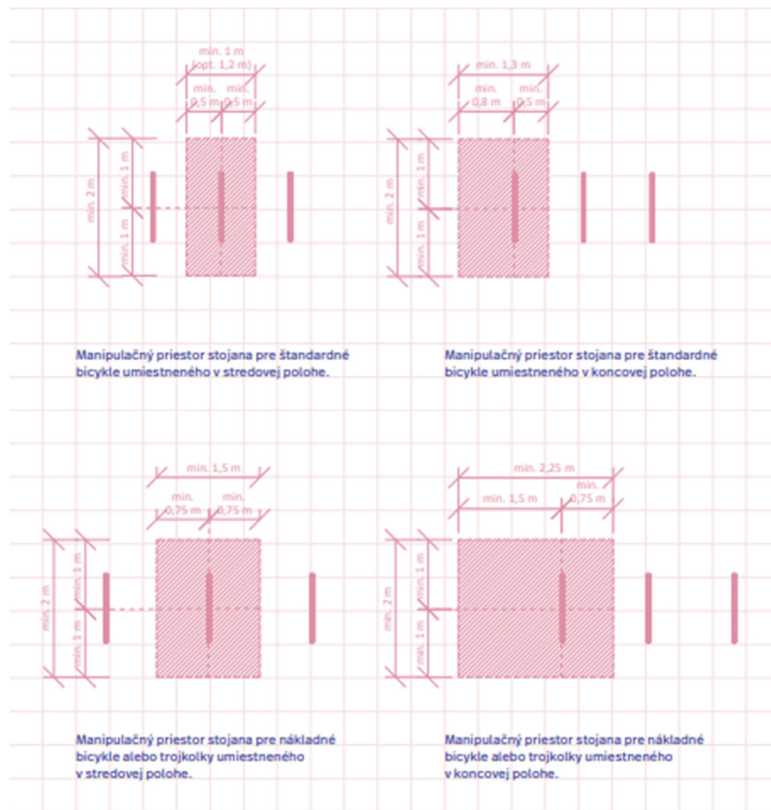 min. 1 m
(opt. 1,2 m)
min. min.
0,5 m 0,5 m
min. 2 m
min. 1 m
min. 1 m
min. 1,3 m
min. min.
0,8 m 0,5 m
min. 2 m
min. 1 m
min. 1 m
Manipulačný priestor stojana pre štandardné
bicykle umiestneného v stredovej polohe.
Manipulačný priestor stojana pre štandardné
bicykle umiestneného v koncovej polohe.
min. 1,5 m
min. min.
0,75 m 0,75 m
min. 2 m
min. 1 m
min. 1 m
min. 2,25 m
min.
min. 1,5 m 0,75 m
min. 2 m
min. 1 m
min. 1 m
Manipulačný priestor stojana pre nákladné
bicykle alebo trojkolky umiestneného
v stredovej polohe.
Manipulačný priestor stojana pre nákladné
bicykle alebo trojkolky umiestneného
v koncovej polohe.